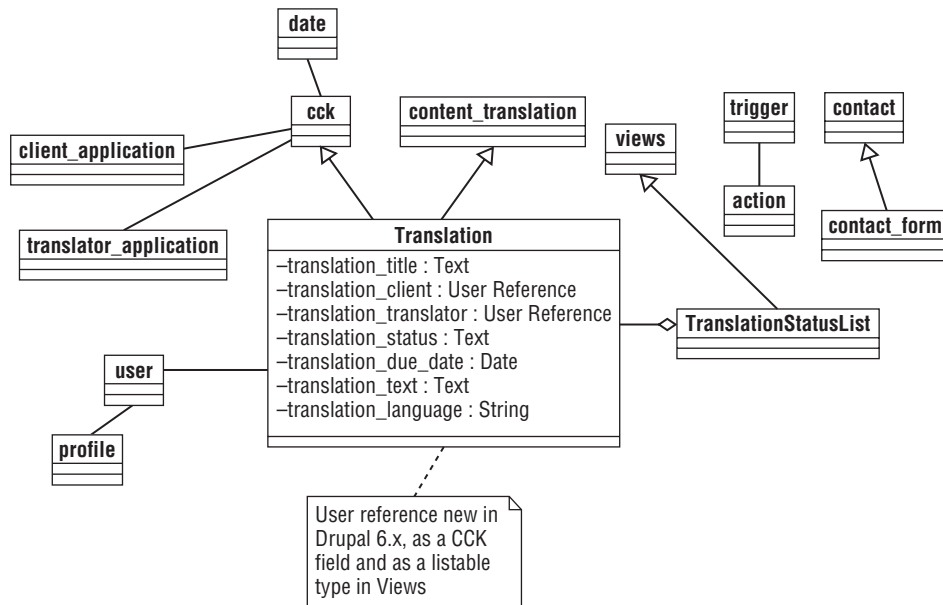 date
cck
content_translation
trigger
contact
client_application
views
translator_application
action
contact_form
Translation
–translation_title : Text
–translation_client : User Reference
–translation_translator : User Reference
–translation_status : Text
–translation_due_date : Date
–translation_text : Text
–translation_language : String
TranslationStatusList
user
profile
User reference new in
Drupal 6.x, as a CCK
field and as a listable
type in Views